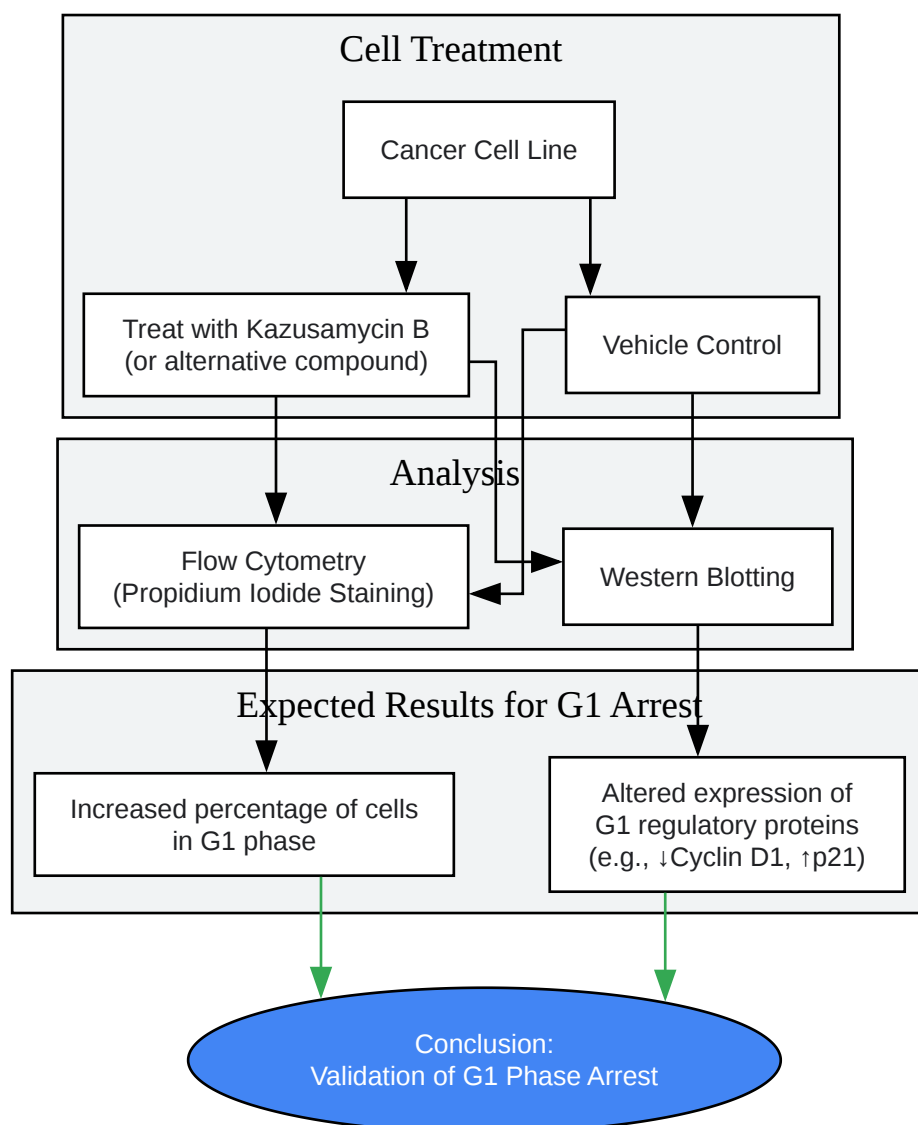 Cell Treatment
Cancer Cell Line
Treat with Kazusamycin B
(or alternative compound)
Vehicle Control
Analysis
Flow Cytometry
(Propidium Iodide Staining)
Western Blotting
Expected Results for G1 Arrest
Increased percentage of cells
in G1 phase
Altered expression of
G1 regulatory proteins
(e.g., ↓Cyclin D1, ↑p21)
Conclusion:
Validation of G1 Phase Arrest